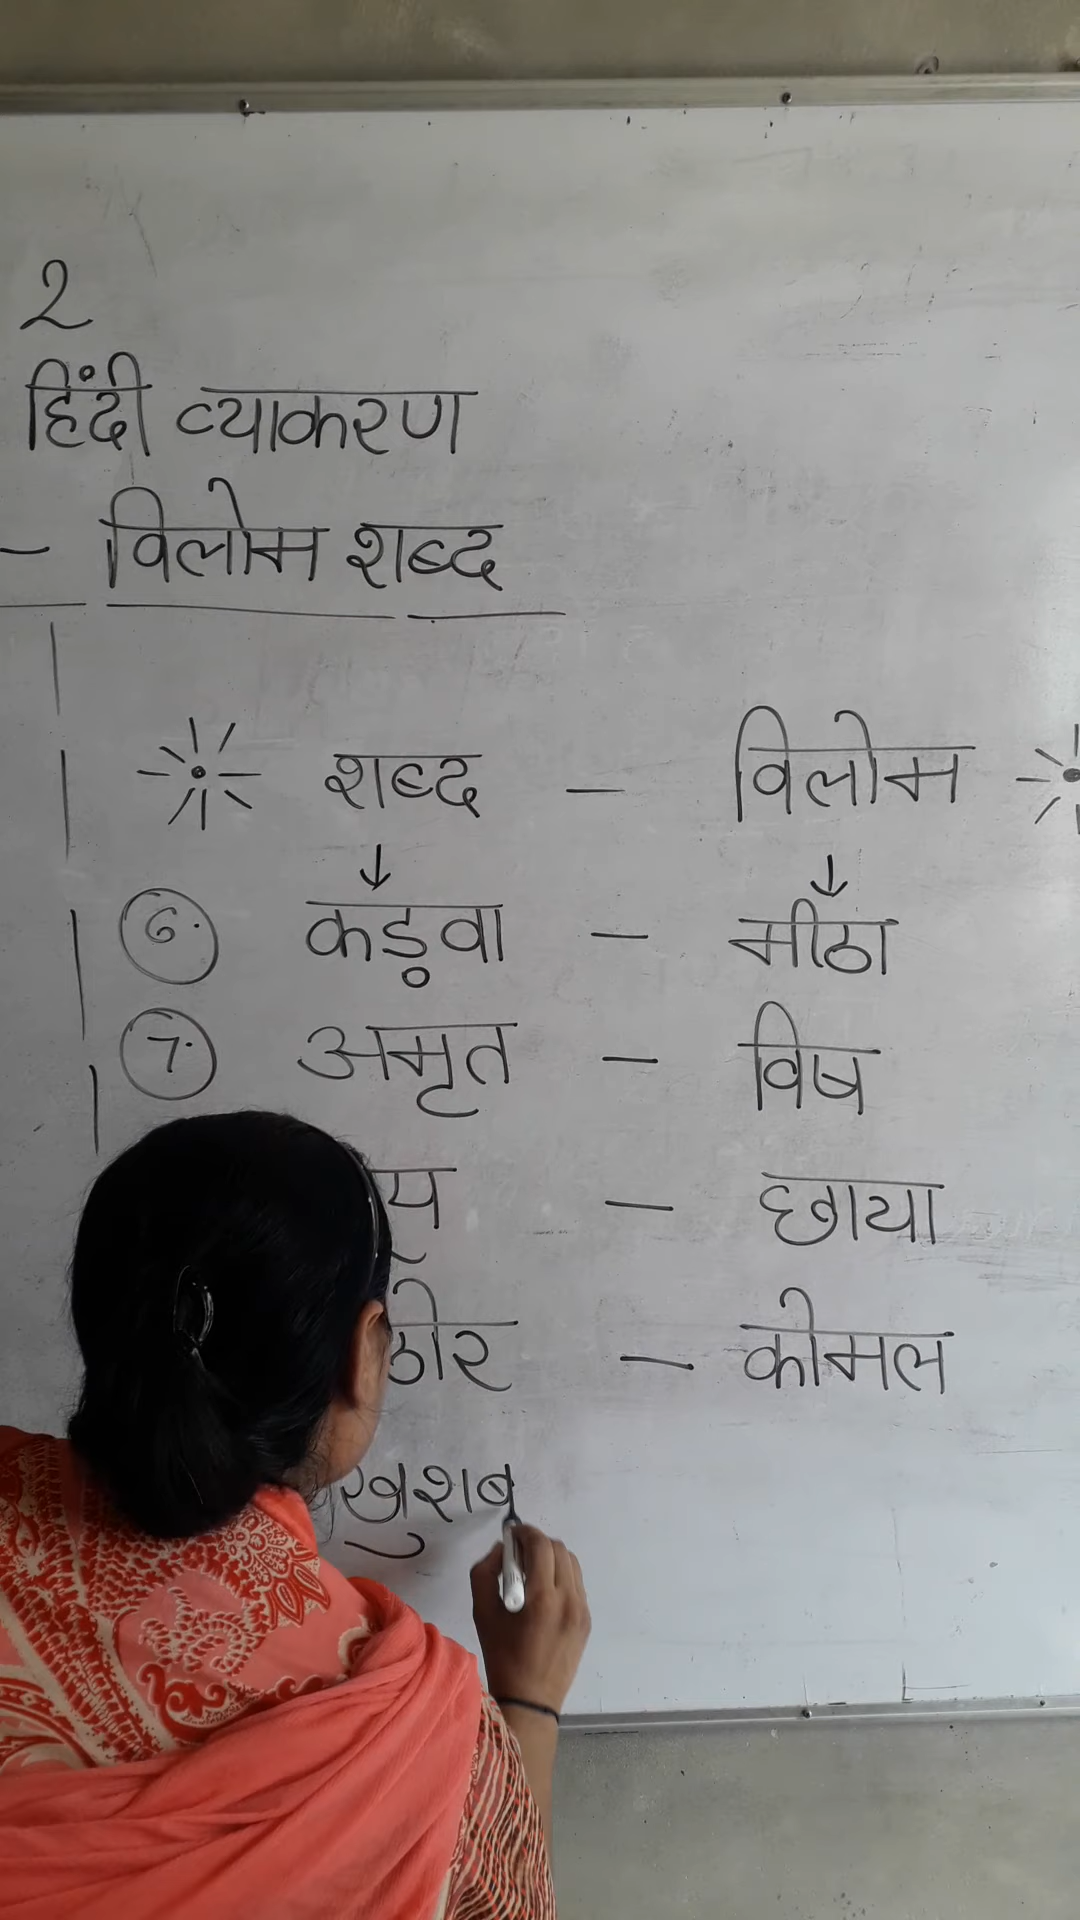 2
हिंदी व्याकरण
- विलोम शब्द
शब्द - विलोम
6. कड़वा - मीठा
7. अमृत - विष
- छाया
- कोमल
खुशब